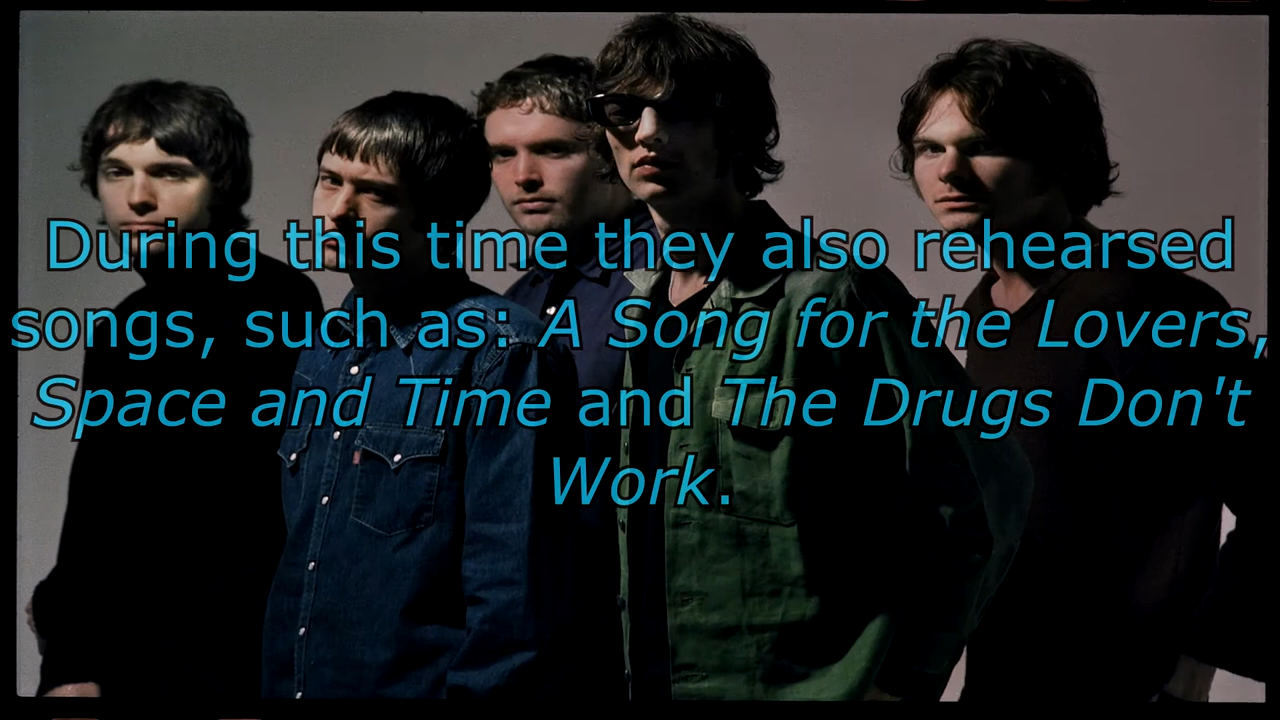 During this time they also rehearsed
songs, such as: A Song for the Lovers,
Space and Time and The Drugs Don't
Work.